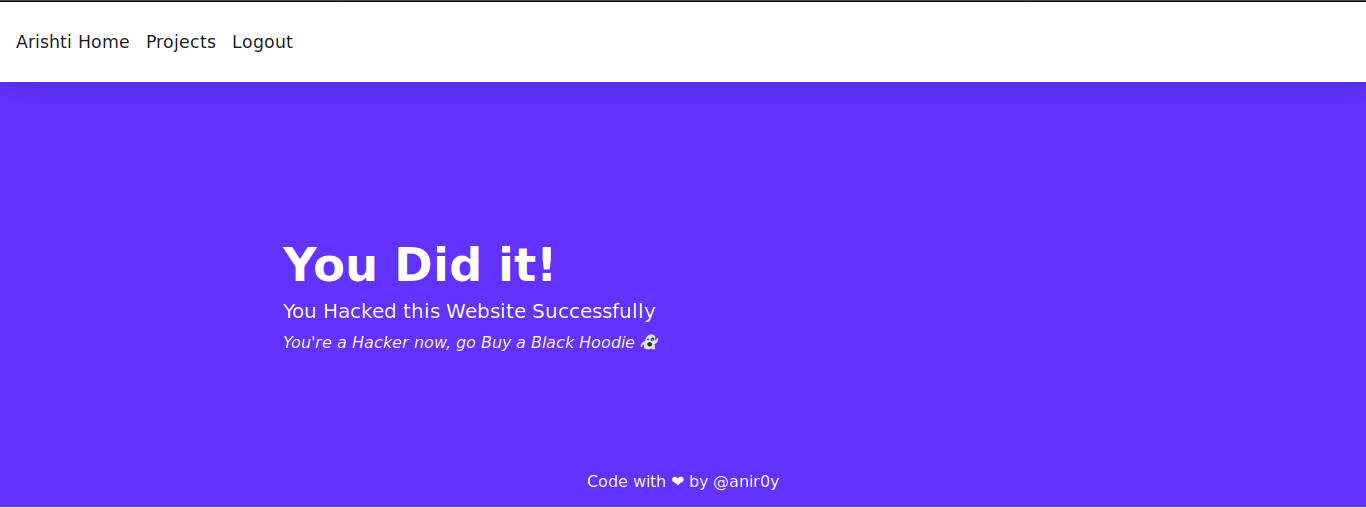 Arishti Home Projects Logout
You Did it!
You Hacked this Website Successfully
You're a Hacker now, go Buy a Black Hoodie 👻
Code with ❤ by @anir0y